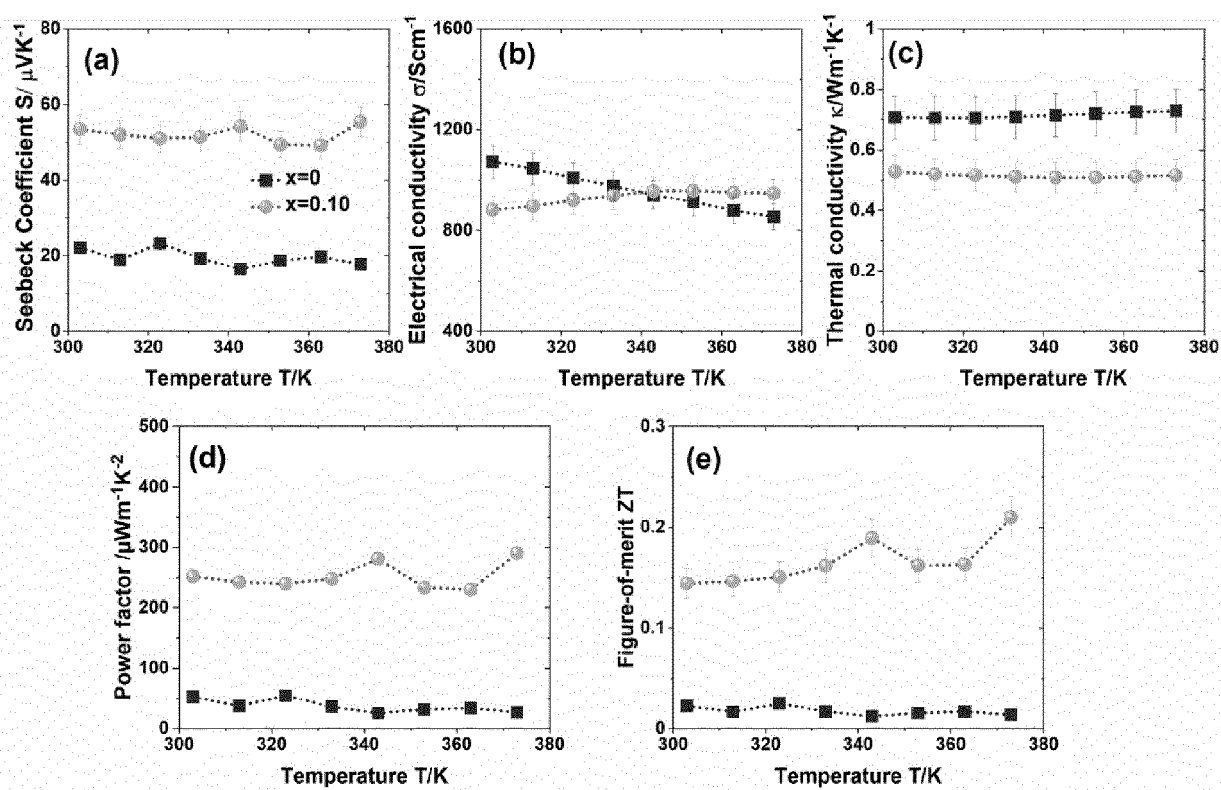 (a)
Seebeck Coefficient S/ μVK⁻¹
80
60
40
20
0
x=0
x=0.10
300 320 340 360 380
Temperature T/K
(b)
Electrical conductivity σ/Scm⁻¹
1600
1200
800
400
300 320 340 360 380
Temperature T/K
(c)
Thermal conductivity κ/Wm⁻¹K⁻¹
1
0.8
0.6
0.4
0.2
0
300 320 340 360 380
Temperature T/K
(d)
Power factor /μWm⁻¹K⁻²
500
400
300
200
100
0
300 320 340 360 380
Temperature T/K
(e)
Figure-of-merit ZT
0.3
0.2
0.1
0
300 320 340 360 380
Temperature T/K